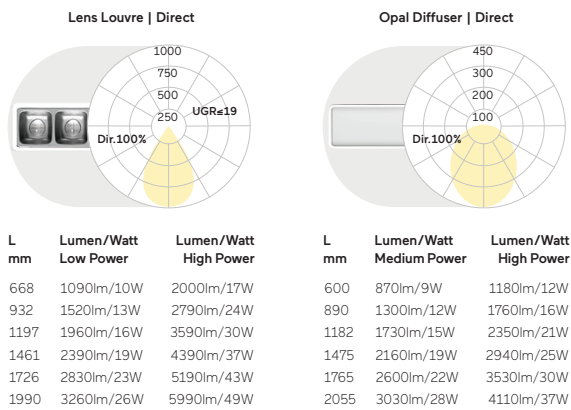 Lens Louvre | Direct
1000
750
500
250
UGR≤19
Dir.100%
L Lumen/Watt Lumen/Watt
mm Low Power High Power
668 1090lm/10W 2000lm/17W
932 1520lm/13W 2790lm/24W
1197 1960lm/16W 3590lm/30W
1461 2390lm/19W 4390lm/37W
1726 2830lm/23W 5190lm/43W
1990 3260lm/26W 5990lm/49W
Opal Diffuser | Direct
450
300
200
100
Dir.100%
L Lumen/Watt Lumen/Watt
mm Medium Power High Power
600 870lm/9W 1180lm/12W
890 1300lm/12W 1760lm/16W
1182 1730lm/15W 2350lm/21W
1475 2160lm/19W 2940lm/25W
1765 2600lm/22W 3530lm/30W
2055 3030lm/28W 4110lm/37W